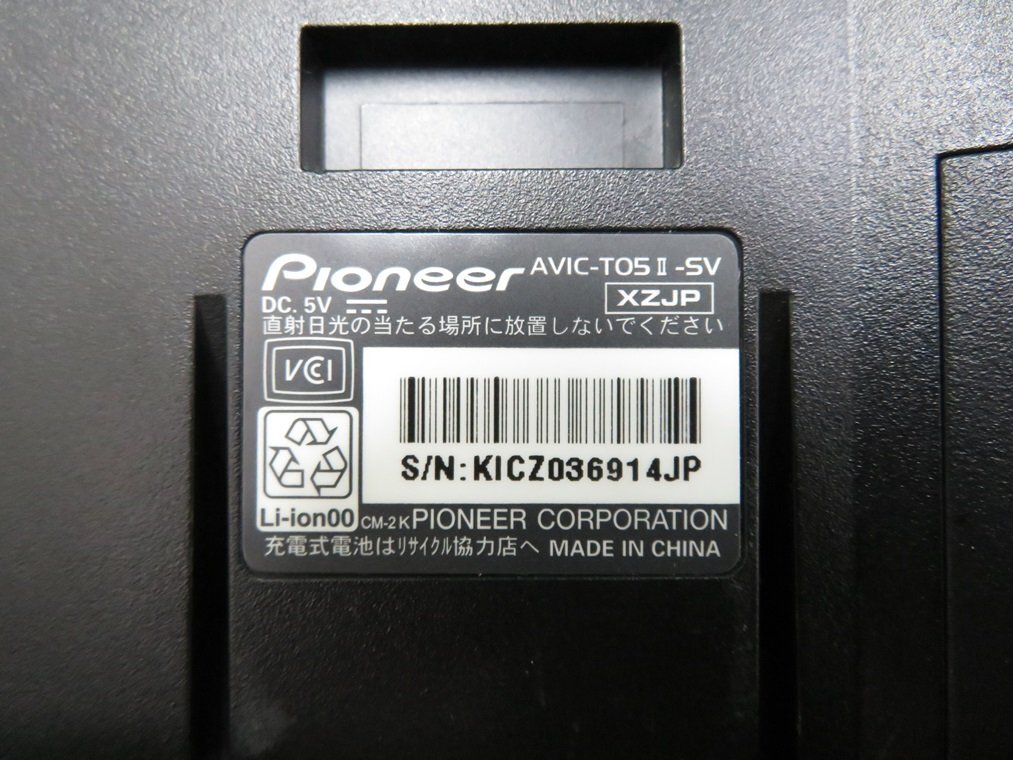 Pioneer AVIC-T05Ⅱ-SV
DC. 5V XZJP
直射日光の当たる場所に放置しないでください
VCI
S/N:KICZ036914JP
Li-ion00 CM-2K PIONEER CORPORATION
充電式電池はリサイクル協力店へ MADE IN CHINA